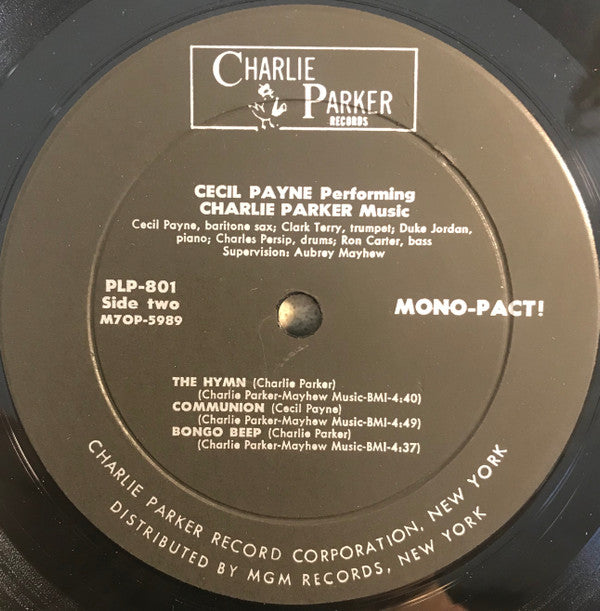 CHARLIE
PARKER
RECORDS
CECIL PAYNE Performing
CHARLIE PARKER Music
Cecil Payne, baritone sax; Clark Terry, trumpet; Duke Jordan,
piano; Charles Persip, drums; Ron Carter, bass
Supervision: Aubrey Mayhew
PLP-801
Side two
M7OP-5989
MONO-PACT!
THE HYMN (Charlie Parker)
(Charlie Parker-Mayhew Music-BMI-4:40)
COMMUNION (Cecil Payne)
(Charlie Parker-Mayhew Music-BMI-4:49)
BONGO BEEP (Charlie Parker)
(Charlie Parker-Mayhew Music-BMI-4:37)
CHARLIE PARKER RECORD CORPORATION, NEW YORK
DISTRIBUTED BY MGM RECORDS, NEW YORK